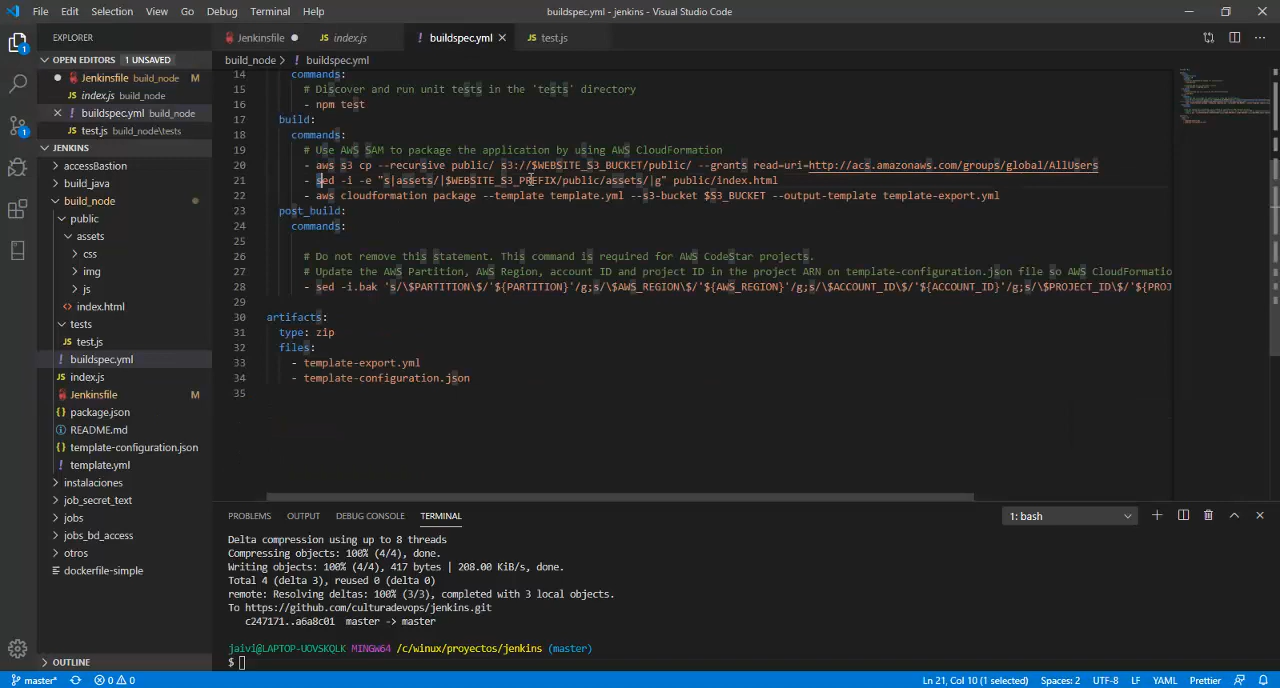 File Edit Selection View Go Debug Terminal Help buildspec.yml - jenkins - Visual Studio Code
EXPLORER
Jenkinsfile index.js buildspec.yml test.js
build_node > buildspec.yml
OPEN EDITORS 1 UNSAVED
Jenkinsfile build_node M
index.js build_node
buildspec.yml build_node
test.js build_node\tests
JENKINS
accessBastion
build_java
build_node
public
assets
css
img
js
index.html
tests
test.js
buildspec.yml
index.js
Jenkinsfile M
package.json
README.md
template-configuration.json
template.yml
instalaciones
job_secret_text
jobs
jobs_bd_access
otros
dockerfile-simple
OUTLINE
14 commands:
15 # Discover and run unit tests in the 'tests' directory
16 - npm test
17 build:
18 commands:
19 # Use AWS SAM to package the application by using AWS CloudFormation
20 - aws s3 cp --recursive public/ s3://$WEBSITE_S3_BUCKET/public/ --grants read=uri=http://acs.amazonaws.com/groups/global/AllUsers
21 - sed -i -e "s|assets/|$WEBSITE_S3_PREFIX/public/assets/|g" public/index.html
22 - aws cloudformation package --template template.yml --s3-bucket $S3_BUCKET --output-template template-export.yml
23 post_build:
24 commands:
25
26 # Do not remove this statement. This command is required for AWS CodeStar projects.
27 # Update the AWS Partition, AWS Region, account ID and project ID in the project ARN on template-configuration.json file so AWS CloudFormation
28 - sed -i.bak 's/\$PARTITION\$/'${PARTITION}'/g;s/\$AWS_REGION\$/'${AWS_REGION}'/g;s/\$ACCOUNT_ID\$/'${ACCOUNT_ID}'/g;s/\$PROJECT_ID\$/'${PROJ
29
30 artifacts:
31 type: zip
32 files:
33 - template-export.yml
34 - template-configuration.json
35
PROBLEMS OUTPUT DEBUG CONSOLE TERMINAL 1: bash
Delta compression using up to 8 threads
Compressing objects: 100% (4/4), done.
Writing objects: 100% (4/4), 417 bytes | 208.00 KiB/s, done.
Total 4 (delta 3), reused 0 (delta 0)
remote: Resolving deltas: 100% (3/3), completed with 3 local objects.
To https://github.com/culturadevops/jenkins.git
c247171..a6a8c01 master -> master
jaivi@LAPTOP-UOVSKQLK MINGW64 /c/winux/proyectos/jenkins (master)
$
master* 0 0 Ln 21, Col 10 (1 selected) Spaces: 2 UTF-8 LF YAML Prettier